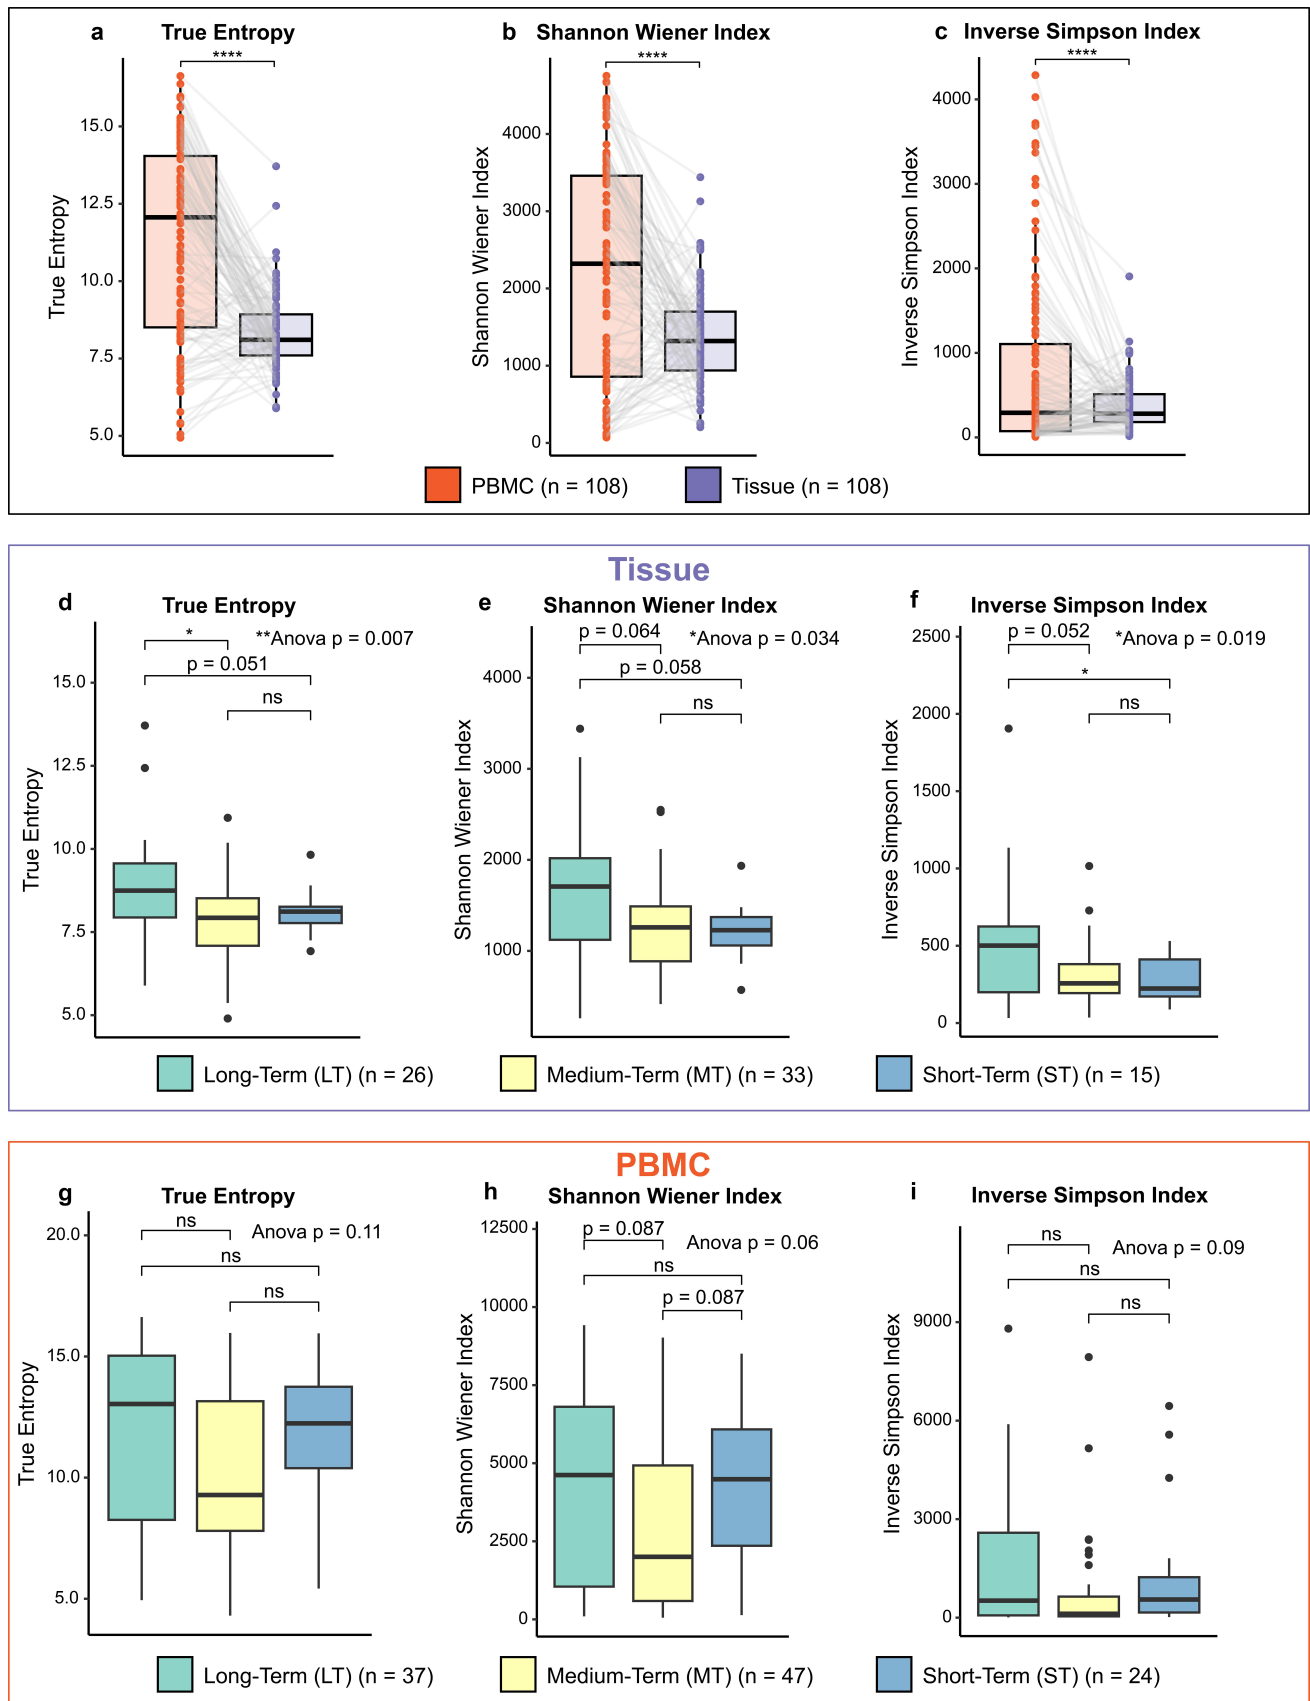 a True Entropy
b Shannon Wiener Index
c Inverse Simpson Index
****
****
****
True Entropy
15.0
12.5
10.0
7.5
5.0
Shannon Wiener Index
4000
3000
2000
1000
0
Inverse Simpson Index
4000
3000
2000
1000
0
PBMC (n = 108)
Tissue (n = 108)
Tissue
d True Entropy
e Shannon Wiener Index
f Inverse Simpson Index
*
**Anova p = 0.007
p = 0.051
ns
True Entropy
15.0
12.5
10.0
7.5
5.0
p = 0.064
*Anova p = 0.034
p = 0.058
ns
Shannon Wiener Index
4000
3000
2000
1000
p = 0.052
*Anova p = 0.019
*
ns
Inverse Simpson Index
2500
2000
1500
1000
500
0
Long-Term (LT) (n = 26)
Medium-Term (MT) (n = 33)
Short-Term (ST) (n = 15)
PBMC
g True Entropy
h Shannon Wiener Index
i Inverse Simpson Index
ns
Anova p = 0.11
ns
ns
True Entropy
20.0
15.0
10.0
5.0
p = 0.087
Anova p = 0.06
ns
p = 0.087
Shannon Wiener Index
12500
10000
7500
5000
2500
0
ns
Anova p = 0.09
ns
ns
Inverse Simpson Index
9000
6000
3000
0
Long-Term (LT) (n = 37)
Medium-Term (MT) (n = 47)
Short-Term (ST) (n = 24)